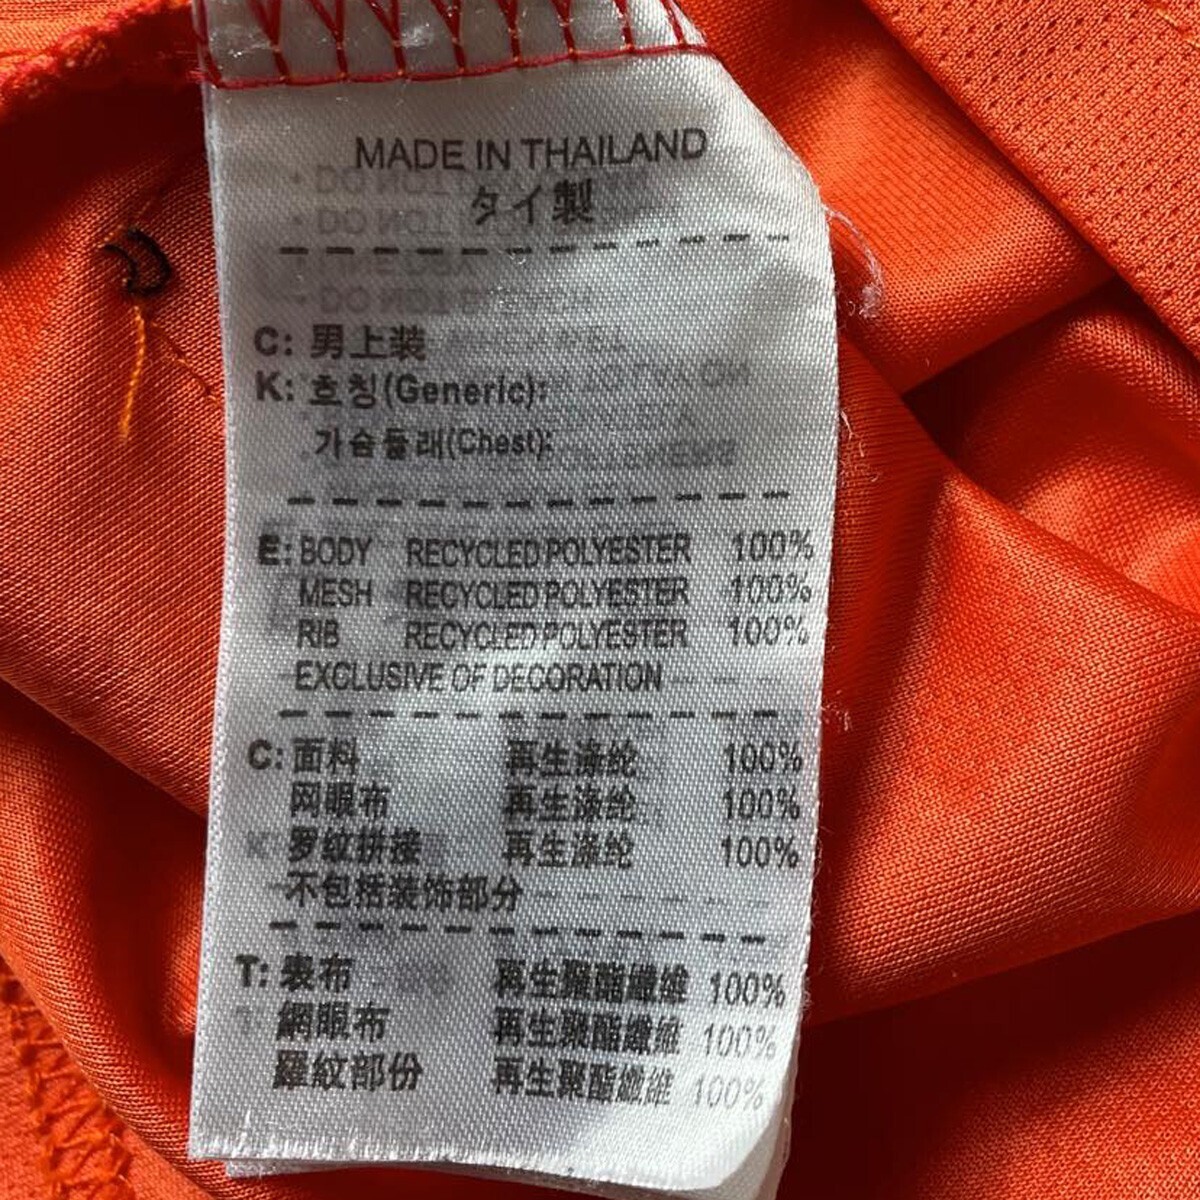 MADE IN THAILAND
タイ製
C: 男上装
K: 호칭(Generic):
가슴둘래(Chest):
E: BODY RECYCLED POLYESTER 100%
MESH RECYCLED POLYESTER 100%
RIB RECYCLED POLYESTER 100%
EXCLUSIVE OF DECORATION
C: 面料 再生涤纶 100%
网眼布 再生涤纶 100%
罗纹拼接 再生涤纶 100%
不包括装饰部分
T: 表布 再生聚酯纖維 100%
網眼布 再生聚酯纖維 100%
羅紋部份 再生聚酯纖維 100%